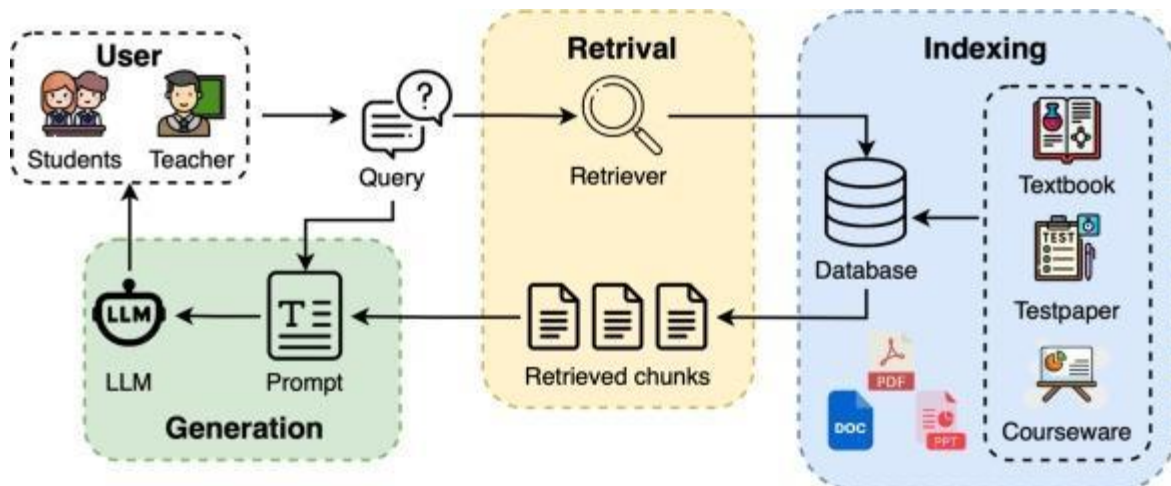 User
Students
Teacher
Query
Retrival
Retriever
Retrieved chunks
Indexing
Textbook
TEST
Testpaper
Courseware
Database
PDF
DOC
PPT
LLM
LLM
T
Prompt
Generation
?